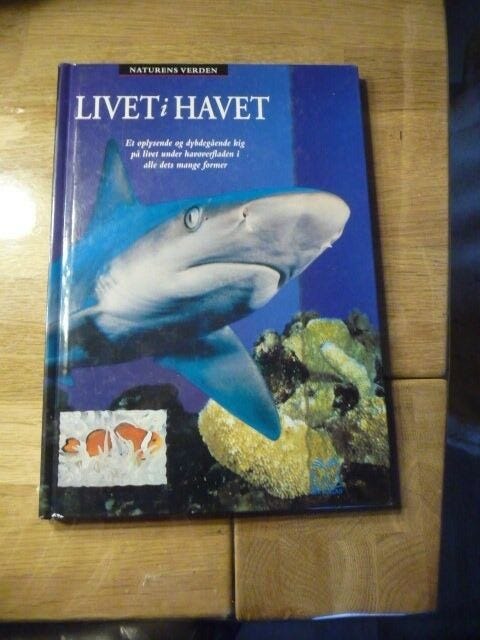 NATURENS VERDEN
LIVET i HAVET
Et oplysende og dybdegående kig
på livet under havoverfladen i
alle dets mange former